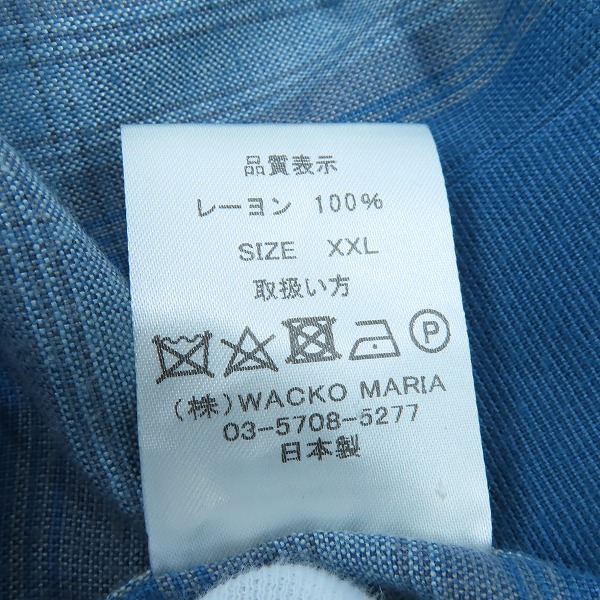 品質表示
レーヨン 100%
SIZE XXL
取扱い方
P
(株)WACKO MARIA
03-5708-5277
日本製